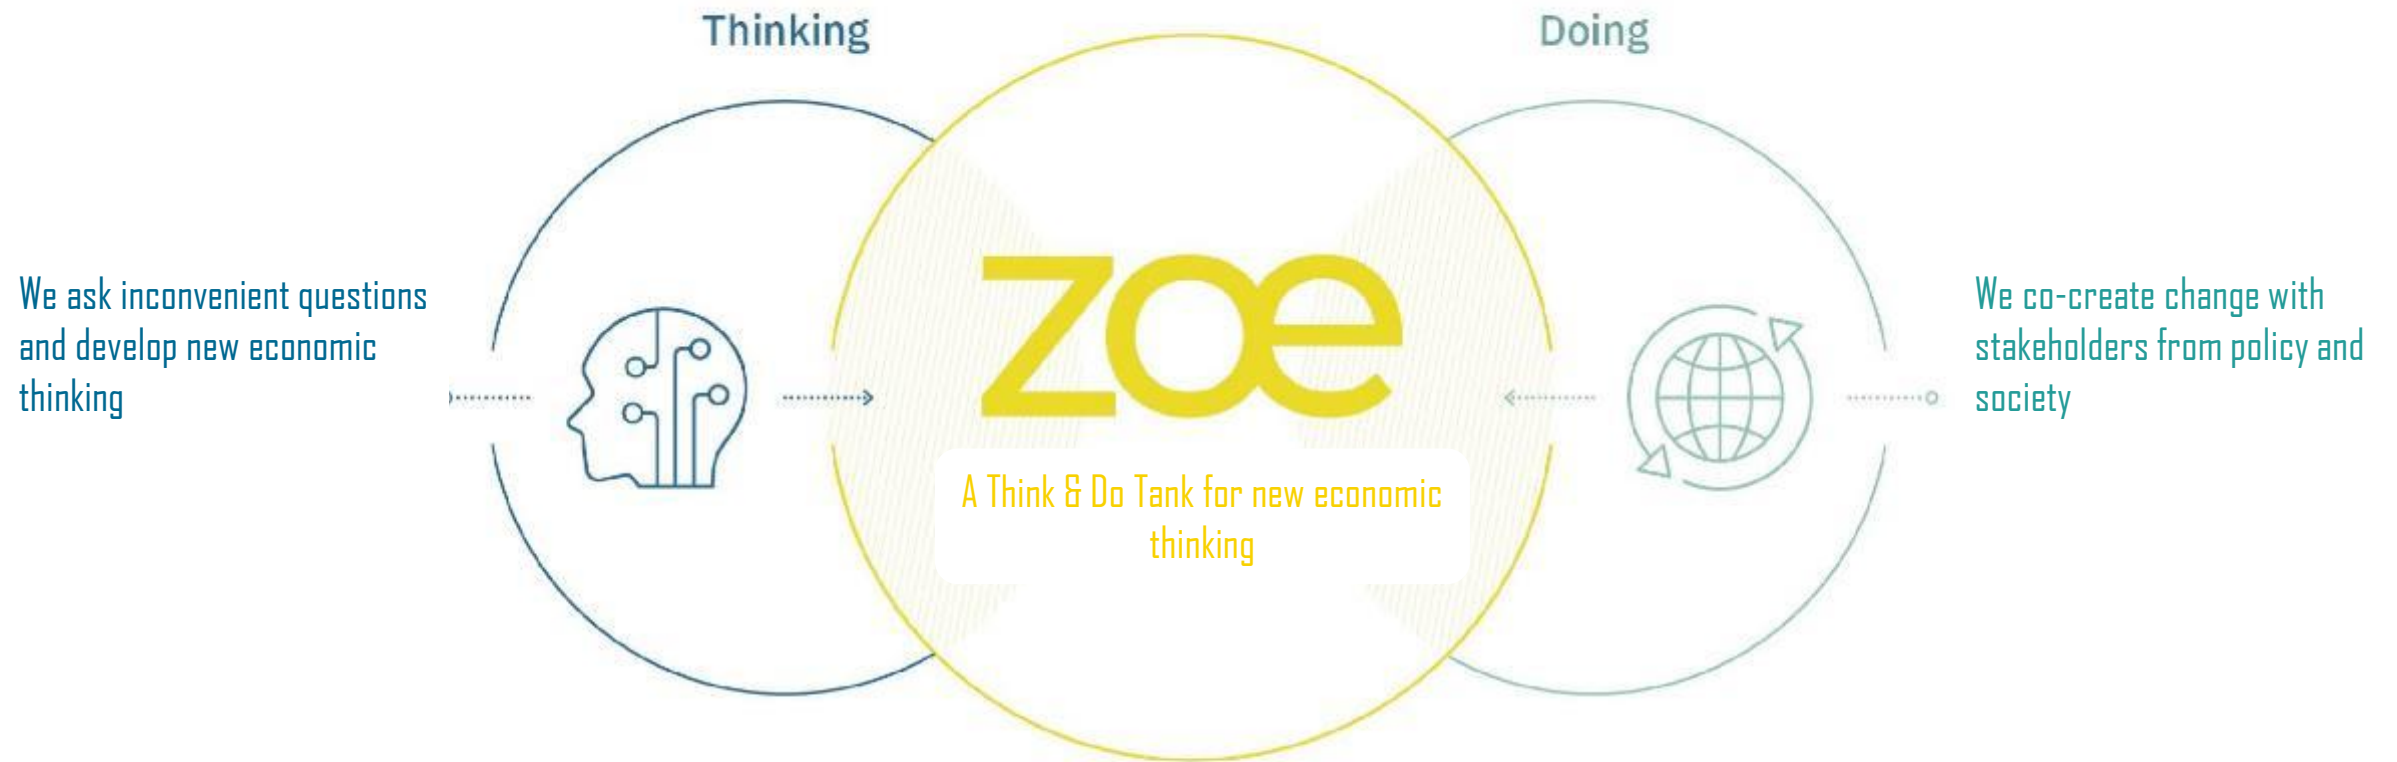 Thinking
Doing
We ask inconvenient questions
and develop new economic
thinking
zoe
A Think & Do Tank for new economic
thinking
We co-create change with
stakeholders from policy and
society